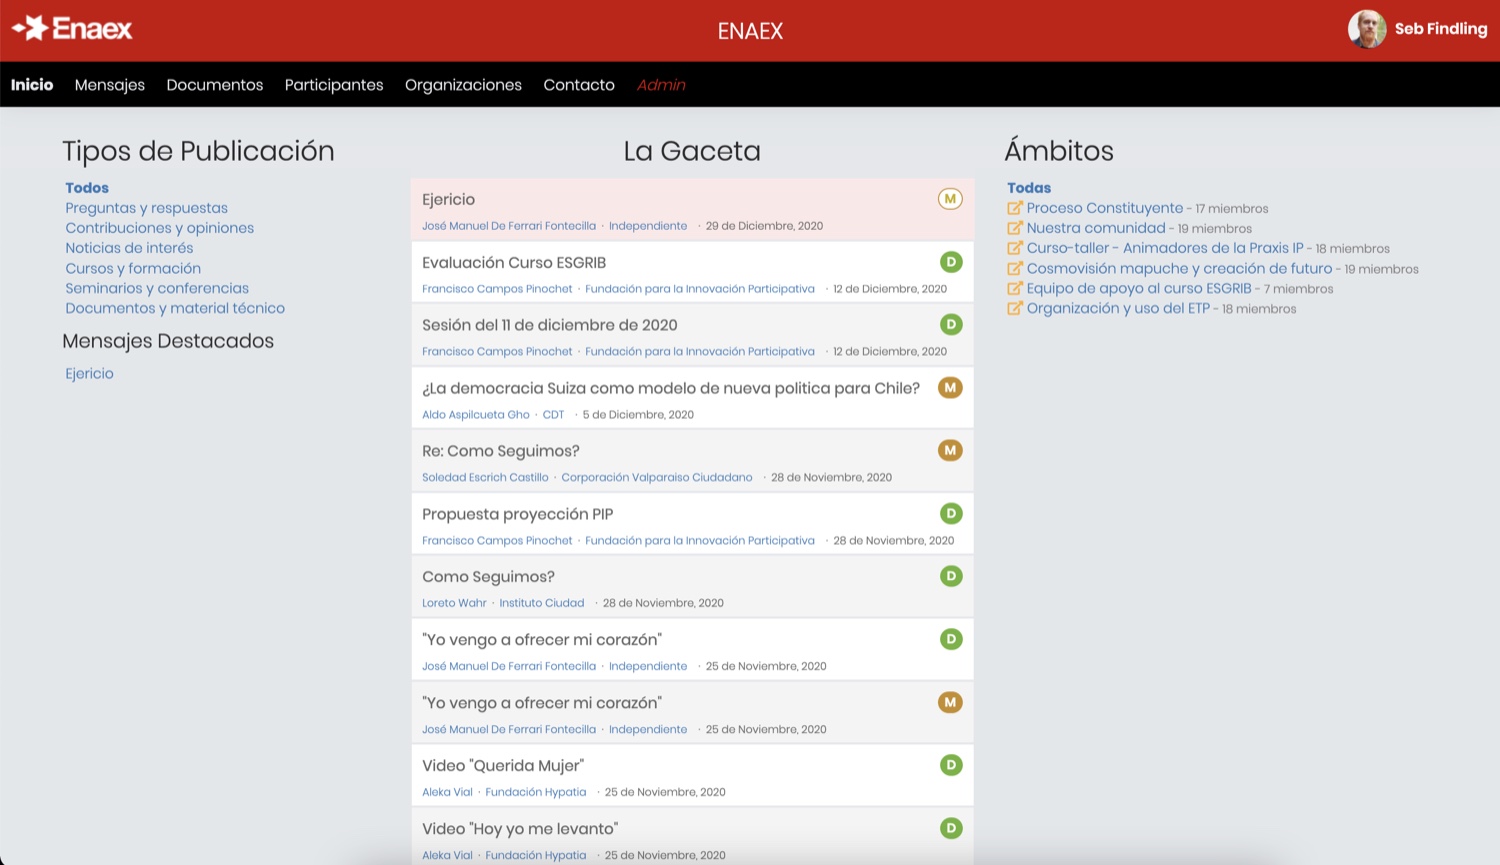 Enaex
ENAEX
Seb Findling
Inicio Mensajes Documentos Participantes Organizaciones Contacto Admin
Tipos de Publicación
Todos
Preguntas y respuestas
Contribuciones y opiniones
Noticias de interés
Cursos y formación
Seminarios y conferencias
Documentos y material técnico
Mensajes Destacados
Ejericio
La Gaceta
Ejericio M
José Manuel De Ferrari Fontecilla · Independiente · 29 de Diciembre, 2020
Evaluación Curso ESGRIB D
Francisco Campos Pinochet · Fundación para la Innovación Participativa · 12 de Diciembre, 2020
Sesión del 11 de diciembre de 2020 D
Francisco Campos Pinochet · Fundación para la Innovación Participativa · 12 de Diciembre, 2020
¿La democracia Suiza como modelo de nueva politica para Chile? M
Aldo Aspilcueta Gho · CDT · 5 de Diciembre, 2020
Re: Como Seguimos? M
Soledad Escrich Castillo · Corporación Valparaiso Ciudadano · 28 de Noviembre, 2020
Propuesta proyección PIP D
Francisco Campos Pinochet · Fundación para la Innovación Participativa · 28 de Noviembre, 2020
Como Seguimos? D
Loreto Wahr · Instituto Ciudad · 28 de Noviembre, 2020
"Yo vengo a ofrecer mi corazón" D
José Manuel De Ferrari Fontecilla · Independiente · 25 de Noviembre, 2020
"Yo vengo a ofrecer mi corazón" M
José Manuel De Ferrari Fontecilla · Independiente · 25 de Noviembre, 2020
Video "Querida Mujer" D
Aleka Vial · Fundación Hypatia · 25 de Noviembre, 2020
Video "Hoy yo me levanto" D
Aleka Vial · Fundación Hypatia · 25 de Noviembre, 2020
Ámbitos
Todas
Proceso Constituyente - 17 miembros
Nuestra comunidad - 19 miembros
Curso-taller - Animadores de la Praxis IP - 18 miembros
Cosmovisión mapuche y creación de futuro - 19 miembros
Equipo de apoyo al curso ESGRIB - 7 miembros
Organización y uso del ETP - 18 miembros